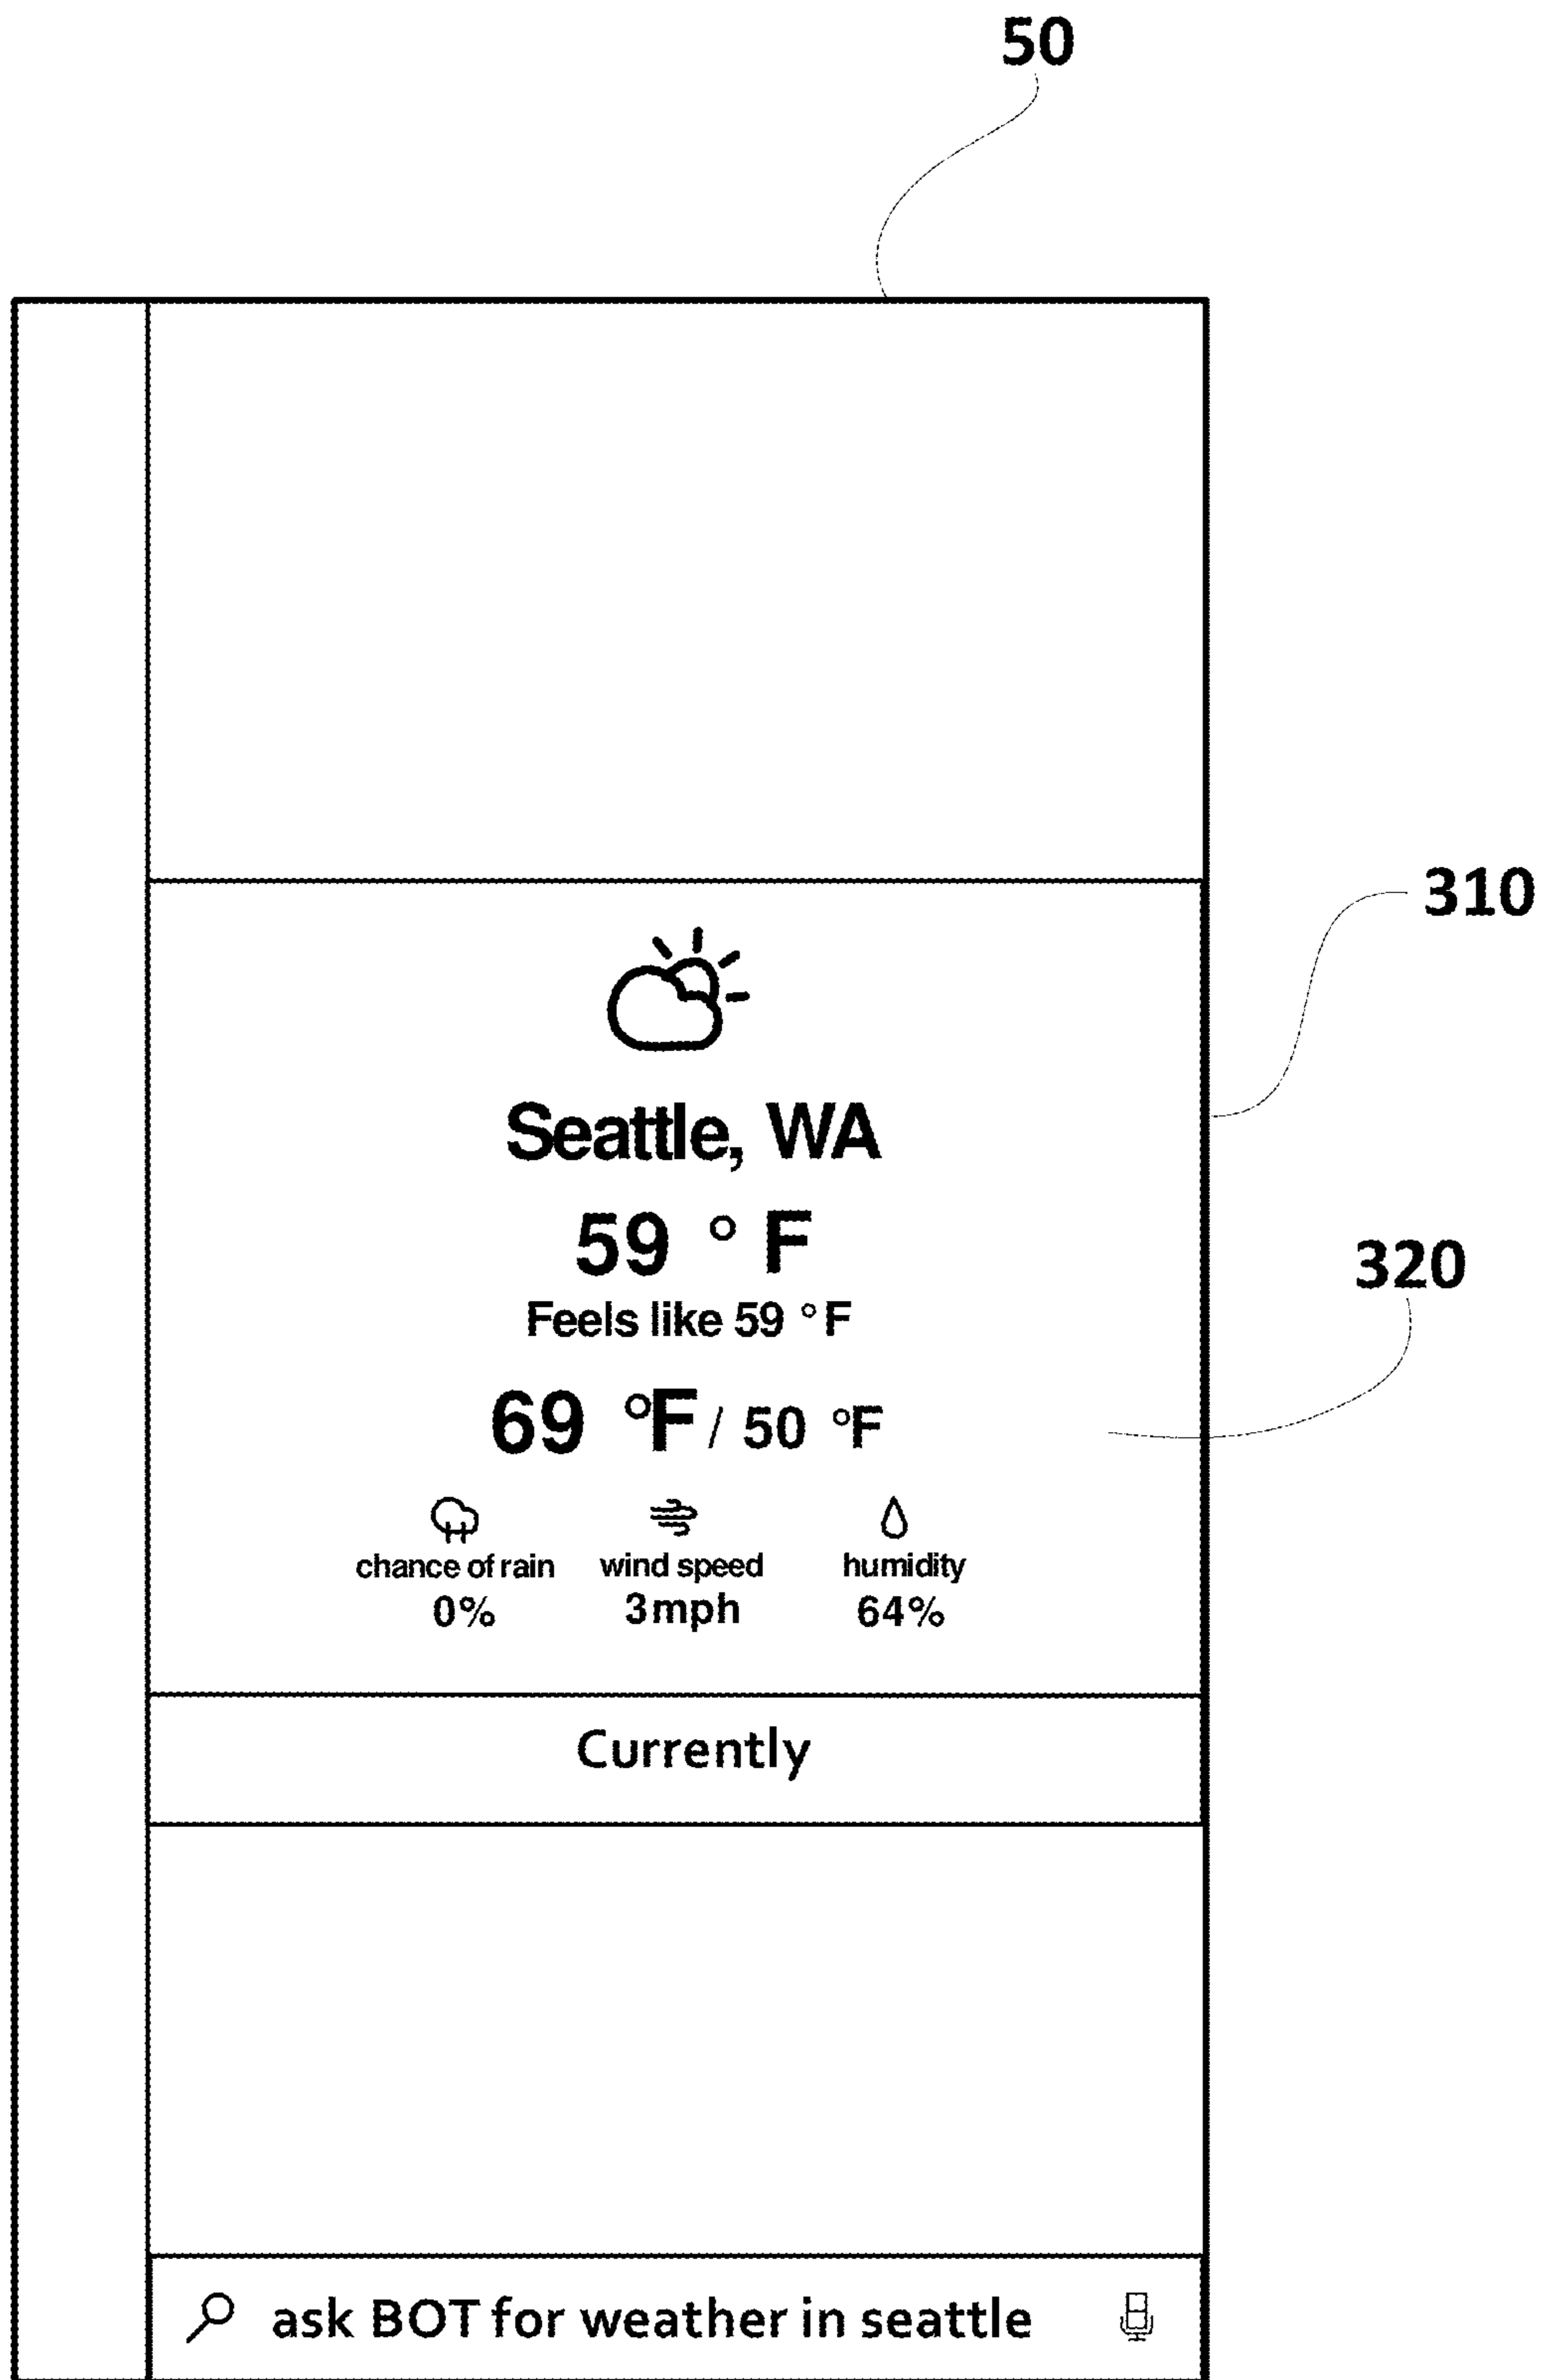 50
310
Seattle, WA
59 ° F
320
Feels like 59 ° F
69 °F / 50 °F
chance of rain wind speed humidity
0% 3mph 64%
Currently
ask BOT for weather in seattle